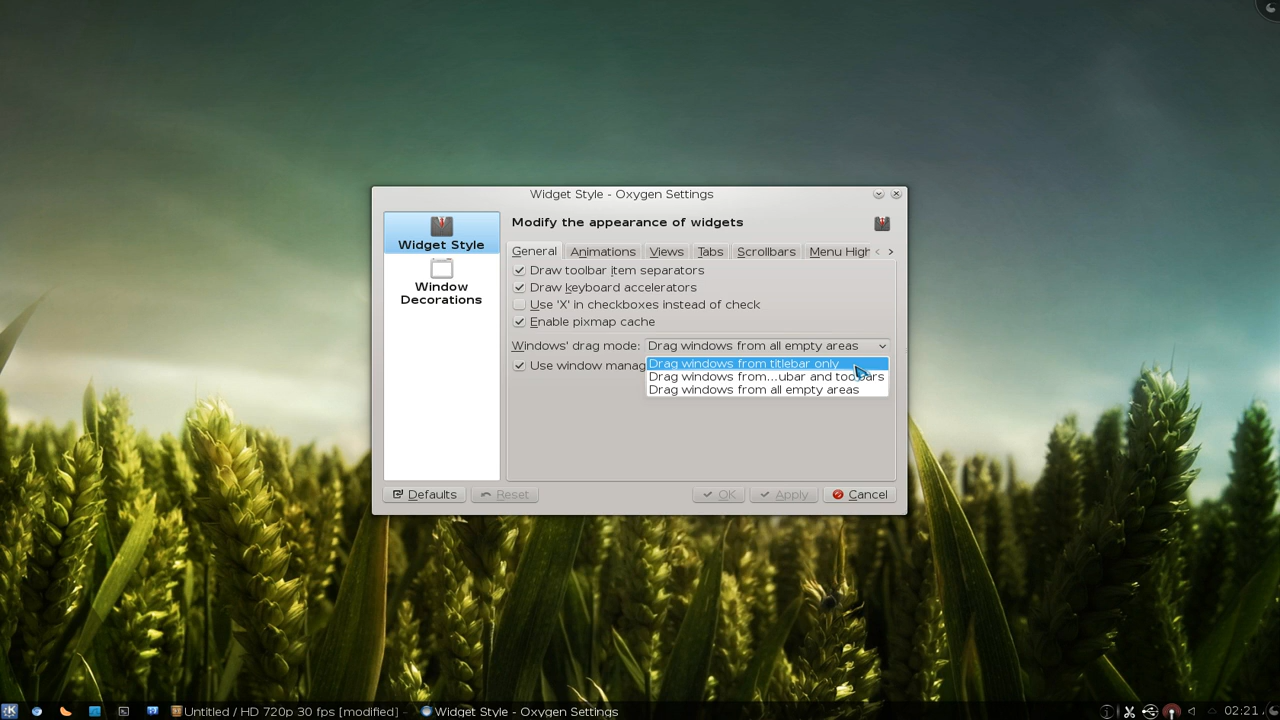 Widget Style - Oxygen Settings
Widget Style
Window
Decorations
Modify the appearance of widgets
General
Animations
Views
Tabs
Scrollbars
Menu High
Draw toolbar item separators
Draw keyboard accelerators
Use 'X' in checkboxes instead of check
Enable pixmap cache
Windows' drag mode: Drag windows from all empty areas
Use window manag
Drag windows from titlebar only
Drag windows from...ubar and toolbars
Drag windows from all empty areas
Defaults
Reset
OK
Apply
Cancel
Untitled / HD 720p 30 fps [modified] -
Widget Style - Oxygen Settings
02:21